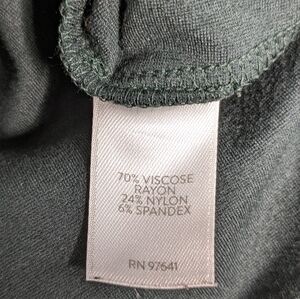 70% VISCOSE
RAYON
24% NYLON
6% SPANDEX
RN 97641